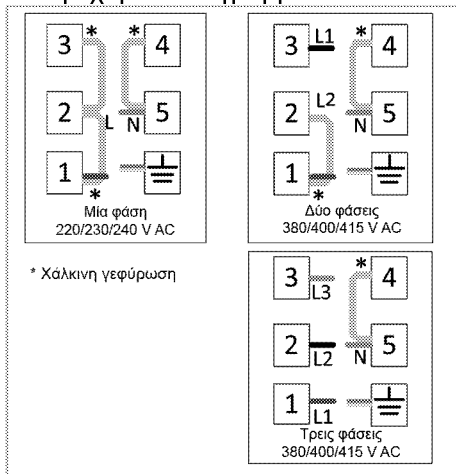 3 * * 4
2 L N 5
1 *
Μία φάση
220/230/240 V AC
3 L1 * 4
2 L2 N 5
1 *
Δύο φάσεις
380/400/415 V AC
* Χάλκινη γεφύρωση
3 L3 * 4
2 L2 N 5
1 L1
Τρεις φάσεις
380/400/415 V AC